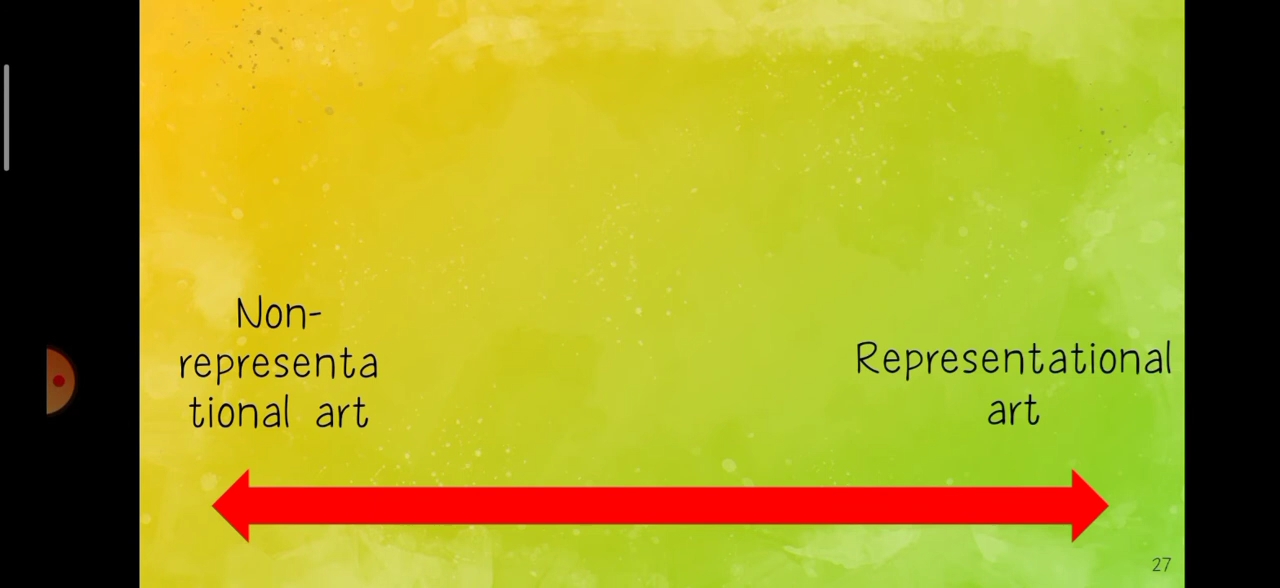 Non-
representa
tional art
Representational
art
27